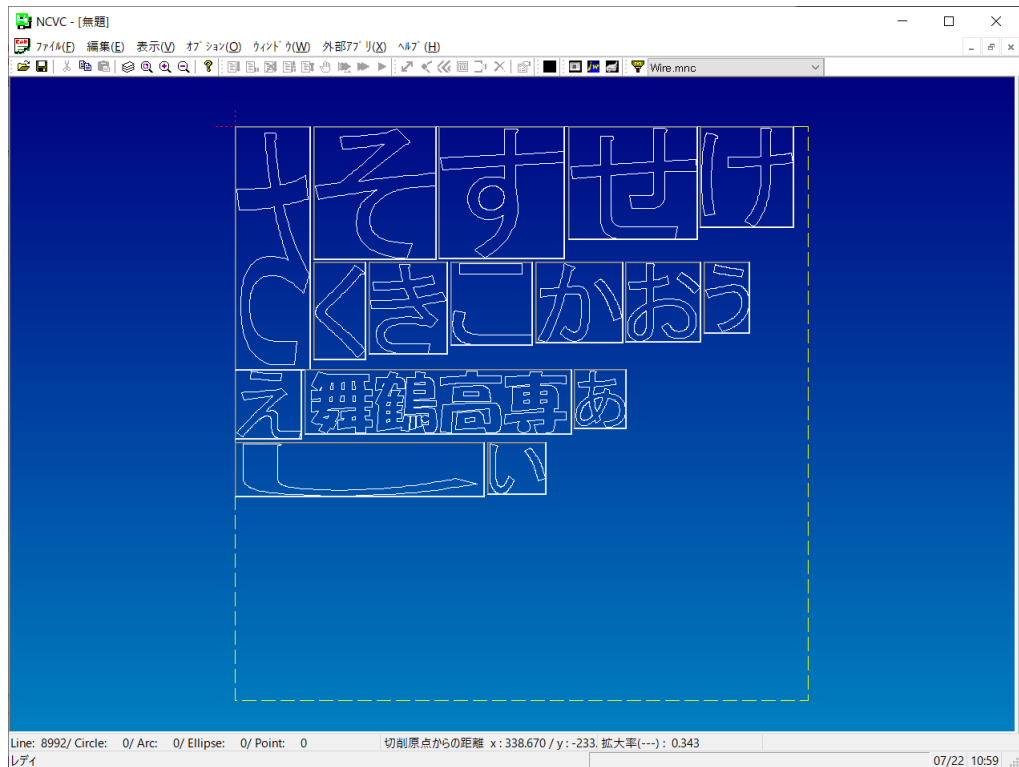 NCVC - [無題]
ファイル(F) 編集(E) 表示(V) オプション(O) ウィンドウ(W) 外部アプリ(X) ヘルプ(H)
Wire.mnc
さ そ す せ け
く き こ か お う
え 舞鶴高専 あ
し い
Line: 8992/ Circle: 0/ Arc: 0/ Ellipse: 0/ Point: 0 切削原点からの距離 x : 338.670 / y : -233. 拡大率(---) : 0.343
レディ 07/22 10:59